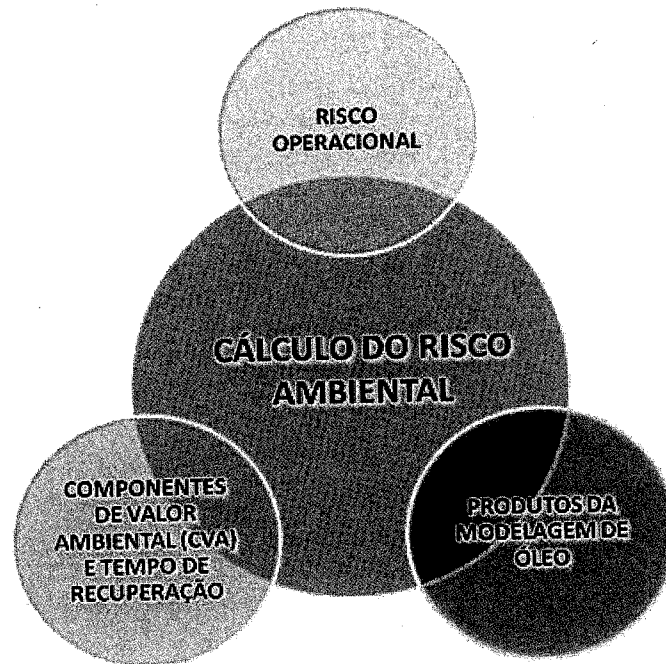 RISCO
OPERACIONAL
CÁLCULO DO RISCO
AMBIENTAL
COMPONENTES
DE VALOR
AMBIENTAL (CVA)
E TEMPO DE
RECUPERAÇÃO
PRODUTOS DA
MODELAGEM DE
ÓLEO